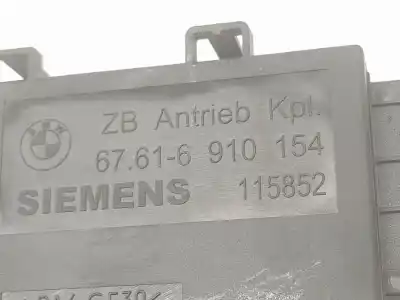 ZB Antrieb Kpl.
67.61-6 910 154
SIEMENS 115852